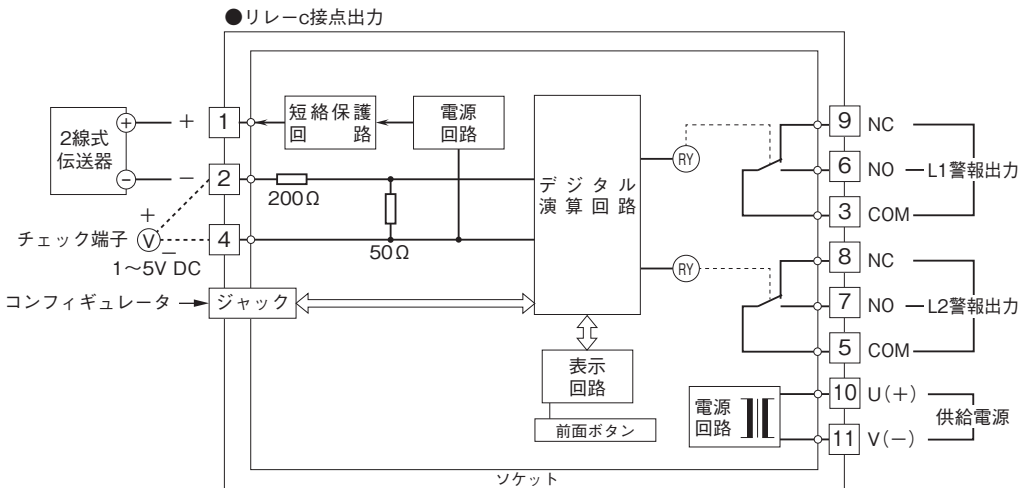 ●リレーc接点出力
2線式
伝送器
+
−
+
−
1
2
4
+
−
V
チェック端子
1～5V DC
コンフィギュレータ
ジャック
短絡保護
回路
電源
回路
200Ω
50Ω
デジタル
演算回路
RY
RY
表示
回路
前面ボタン
電源
回路
9 NC
6 NO
3 COM
L1警報出力
8 NC
7 NO
5 COM
L2警報出力
10 U(+)
11 V(−)
供給電源
ソケット